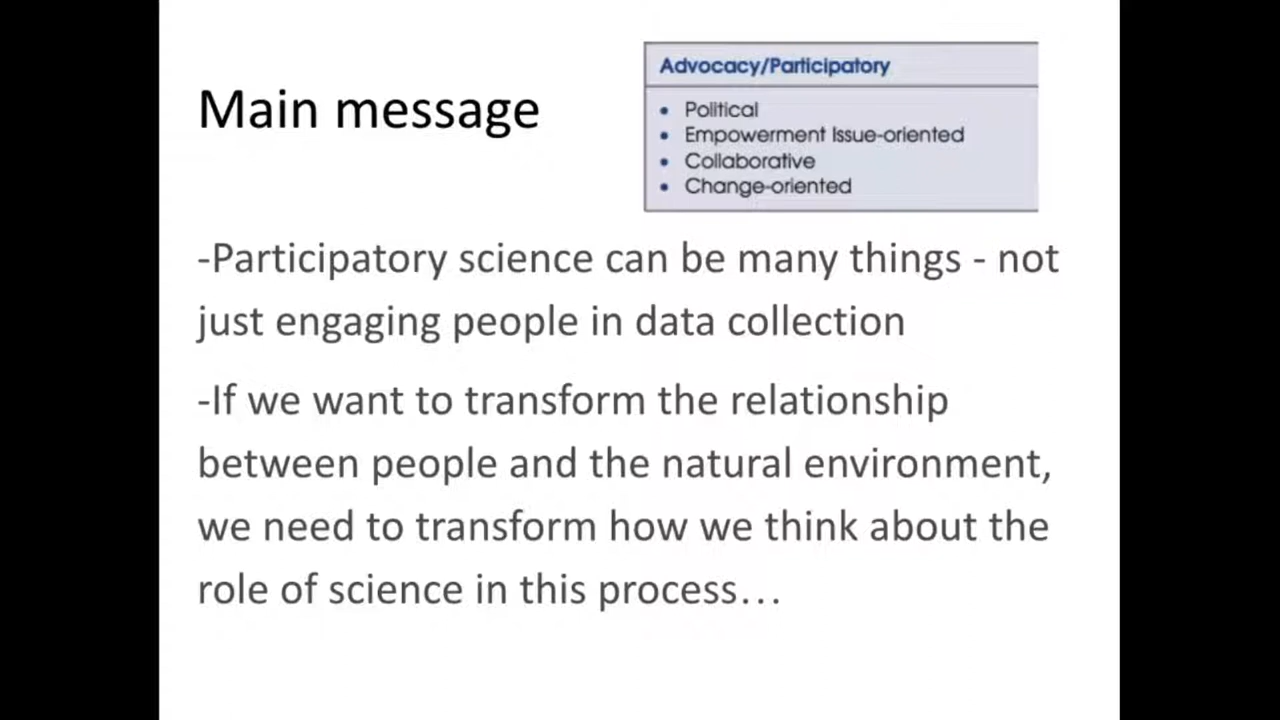 Main message
Advocacy/Participatory
• Political
• Empowerment Issue-oriented
• Collaborative
• Change-oriented
-Participatory science can be many things - not
just engaging people in data collection
-If we want to transform the relationship
between people and the natural environment,
we need to transform how we think about the
role of science in this process…